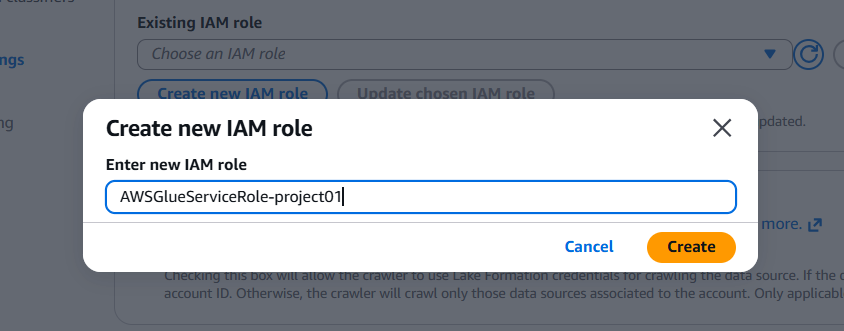 ngs
ng
Existing IAM role
Choose an IAM role
Create new IAM role
Update chosen IAM role
pdated.
Create new IAM role
Enter new IAM role
AWSGlueServiceRole-project01
Cancel
Create
more.
Checking this box will allow the crawler to use Lake Formation credentials for crawling the data source. If the
account ID. Otherwise, the crawler will crawl only those data sources associated to the account. Only applicabl